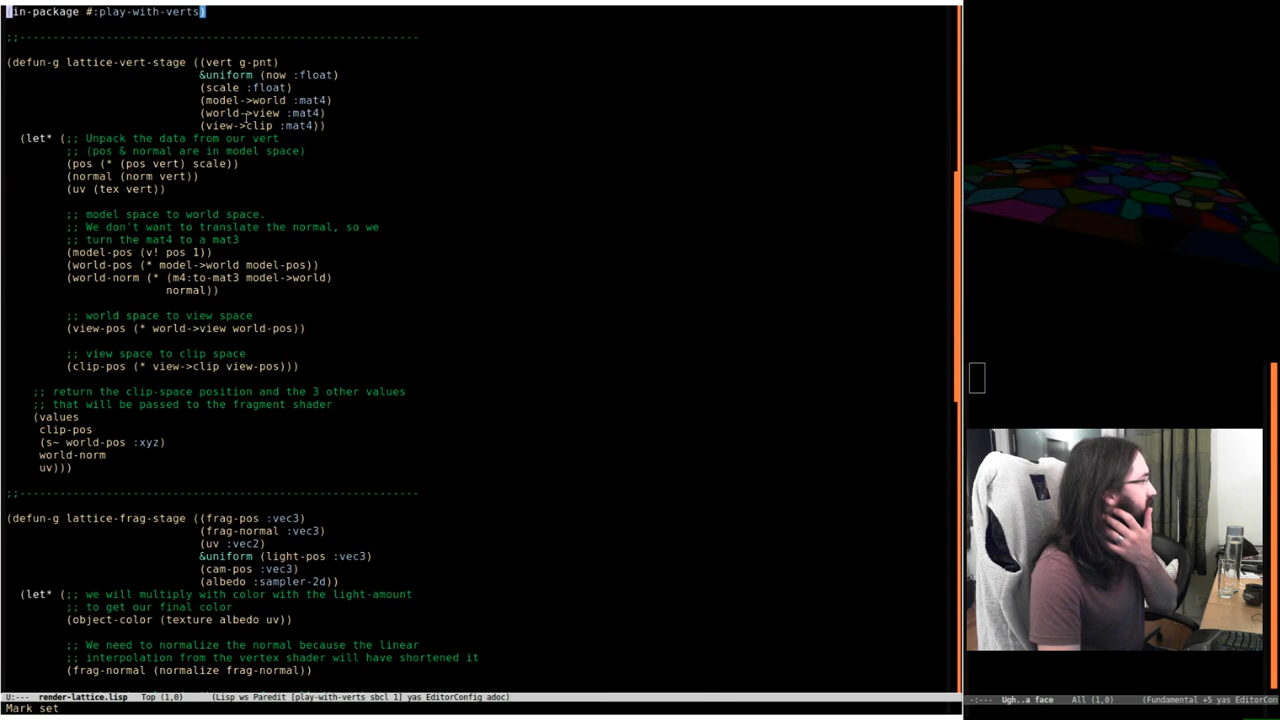 (in-package #:play-with-verts)
;;------------------------------------------------------------
(defun-g lattice-vert-stage ((vert g-pnt)
&uniform (now :float)
(scale :float)
(model->world :mat4)
(world->view :mat4)
(view->clip :mat4))
(let* (;; Unpack the data from our vert
;; (pos & normal are in model space)
(pos (* (pos vert) scale))
(normal (norm vert))
(uv (tex vert))
;; model space to world space.
;; We don't want to translate the normal, so we
;; turn the mat4 to a mat3
(model-pos (v! pos 1))
(world-pos (* model->world model-pos))
(world-norm (* (m4:to-mat3 model->world)
normal))
;; world space to view space
(view-pos (* world->view world-pos))
;; view space to clip space
(clip-pos (* view->clip view-pos)))
;; return the clip-space position and the 3 other values
;; that will be passed to the fragment shader
(values
clip-pos
(s~ world-pos :xyz)
world-norm
uv)))
;;------------------------------------------------------------
(defun-g lattice-frag-stage ((frag-pos :vec3)
(frag-normal :vec3)
(uv :vec2)
&uniform (light-pos :vec3)
(cam-pos :vec3)
(albedo :sampler-2d))
(let* (;; we will multiply with color with the light-amount
;; to get our final color
(object-color (texture albedo uv))
;; We need to normalize the normal because the linear
;; interpolation from the vertex shader will have shortened it
(frag-normal (normalize frag-normal))
U:--- render-lattice.lisp Top (1,0) (Lisp ws Paredit [play-with-verts sbcl 1] yas EditorConfig adoc)
Mark set
-:--- Ugh..a face All (1,0) (Fundamental +5 yas EditorCon